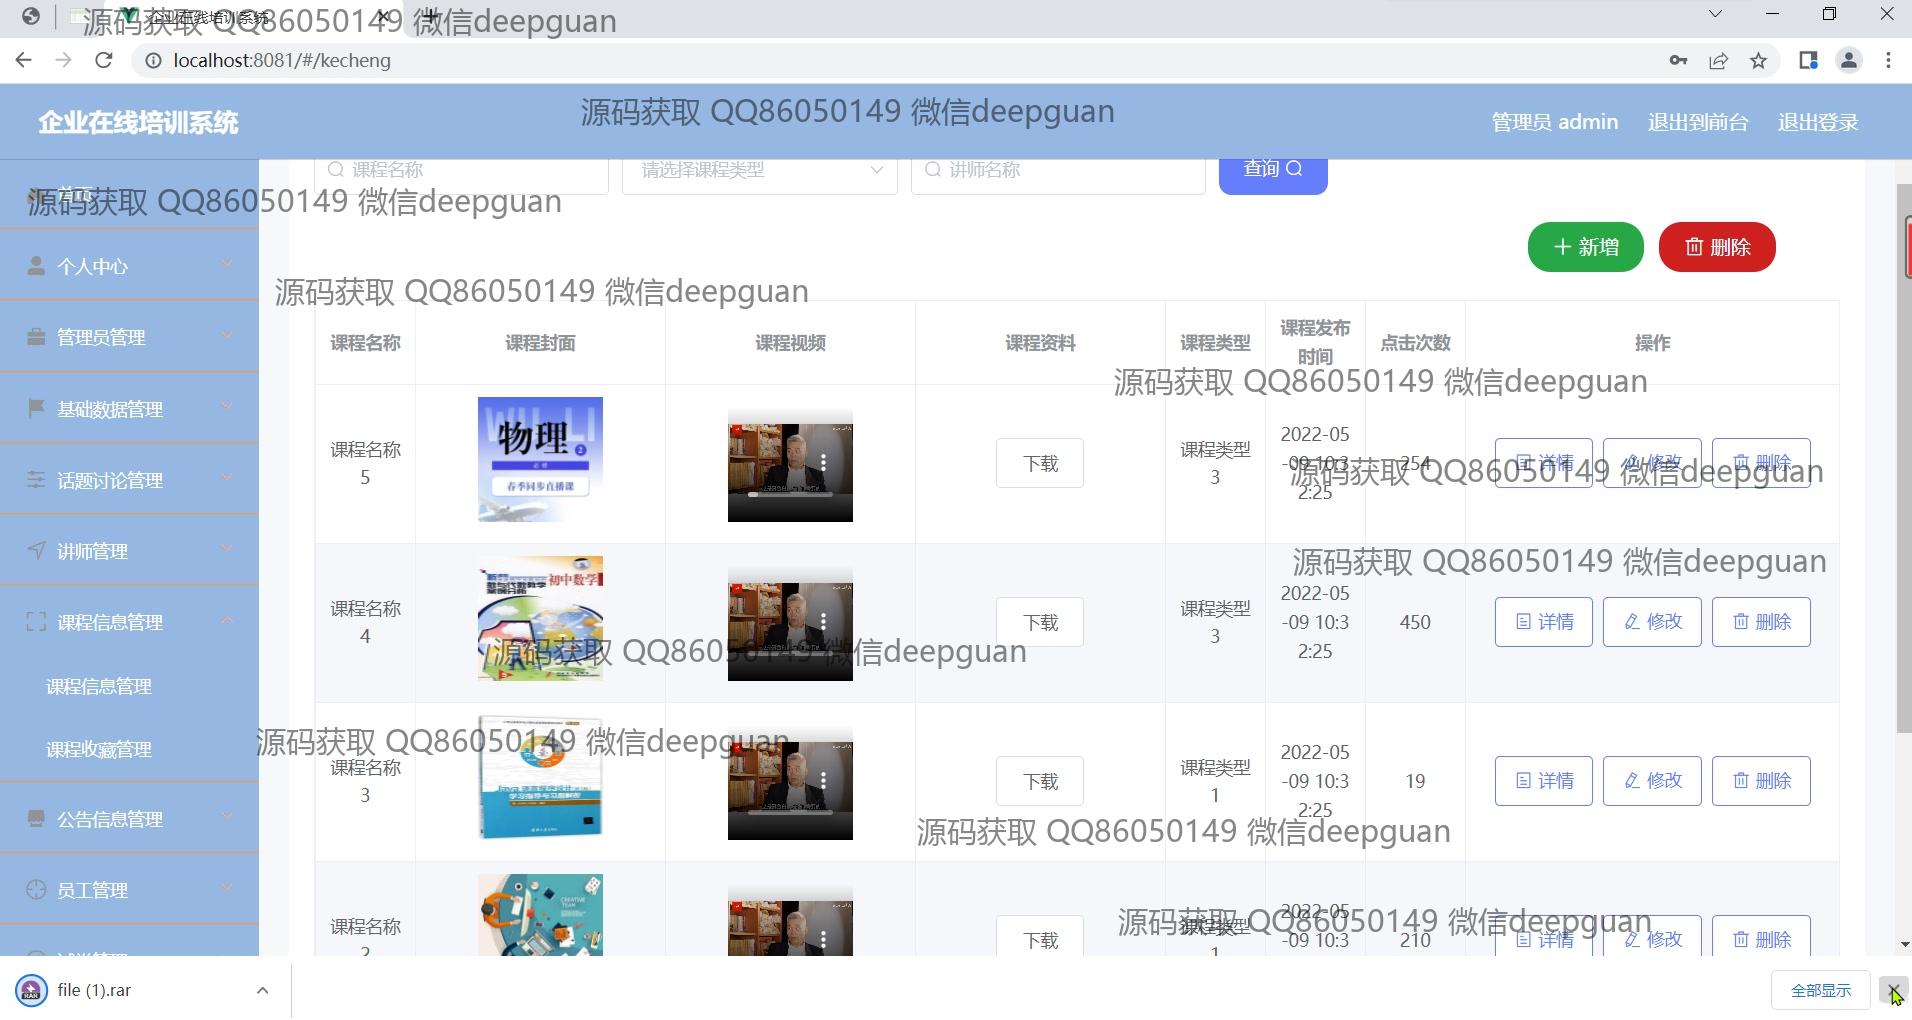 企业在线培训系统
源码获取 QQ86050149 微信deepguan
localhost:8081/#/kecheng
企业在线培训系统
源码获取 QQ86050149 微信deepguan
管理员 admin
退出到前台
退出登录
课程名称
请选择课程类型
讲师名称
查询
首页
源码获取 QQ86050149 微信deepguan
新增
删除
个人中心
源码获取 QQ86050149 微信deepguan
管理员管理
课程名称
课程封面
课程视频
课程资料
课程类型
课程发布
时间
点击次数
操作
源码获取 QQ86050149 微信deepguan
基础数据管理
话题讨论管理
讲师管理
课程信息管理
课程信息管理
课程收藏管理
公告信息管理
员工管理
课程名称
5
物理
2
必修
春季同步直播课
下载
课程类型
3
2022-05
-09 10:3
2:25
254
详情
修改
删除
源码获取 QQ86050149 微信deepguan
源码获取 QQ86050149 微信deepguan
课程名称
4
初中数学
下载
课程类型
3
2022-05
-09 10:3
2:25
450
详情
修改
删除
源码获取 QQ86050149 微信deepguan
源码获取 QQ86050149 微信deepguan
课程名称
3
下载
课程类型
1
2022-05
-09 10:3
2:25
19
详情
修改
删除
源码获取 QQ86050149 微信deepguan
课程名称
2
CREATIVE
TEAM
下载
课程类型
1
2022-05
-09 10:3
210
详情
修改
删除
源码获取 QQ86050149 微信deepguan
file (1).rar
全部显示